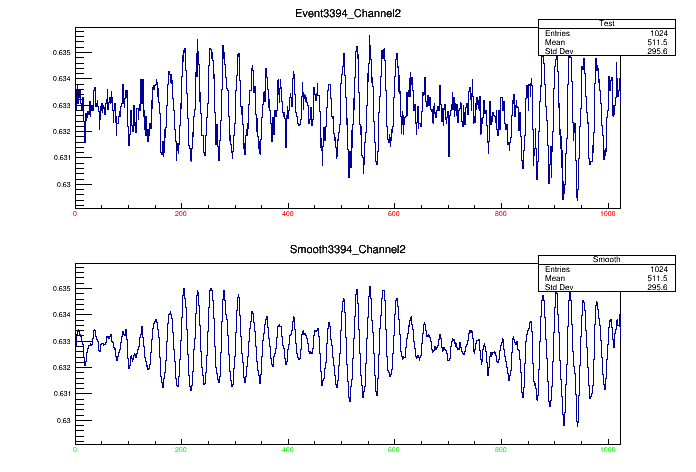 Event3394_Channel2
Test
Entries 1024
Mean 511.5
Std Dev 295.6
0.635
0.634
0.633
0.632
0.631
0.63
0 200 400 600 800 1000
Smooth3394_Channel2
Smooth
Entries 1024
Mean 511.5
Std Dev 295.6
0.635
0.634
0.633
0.632
0.631
0.63
0 200 400 600 800 1000